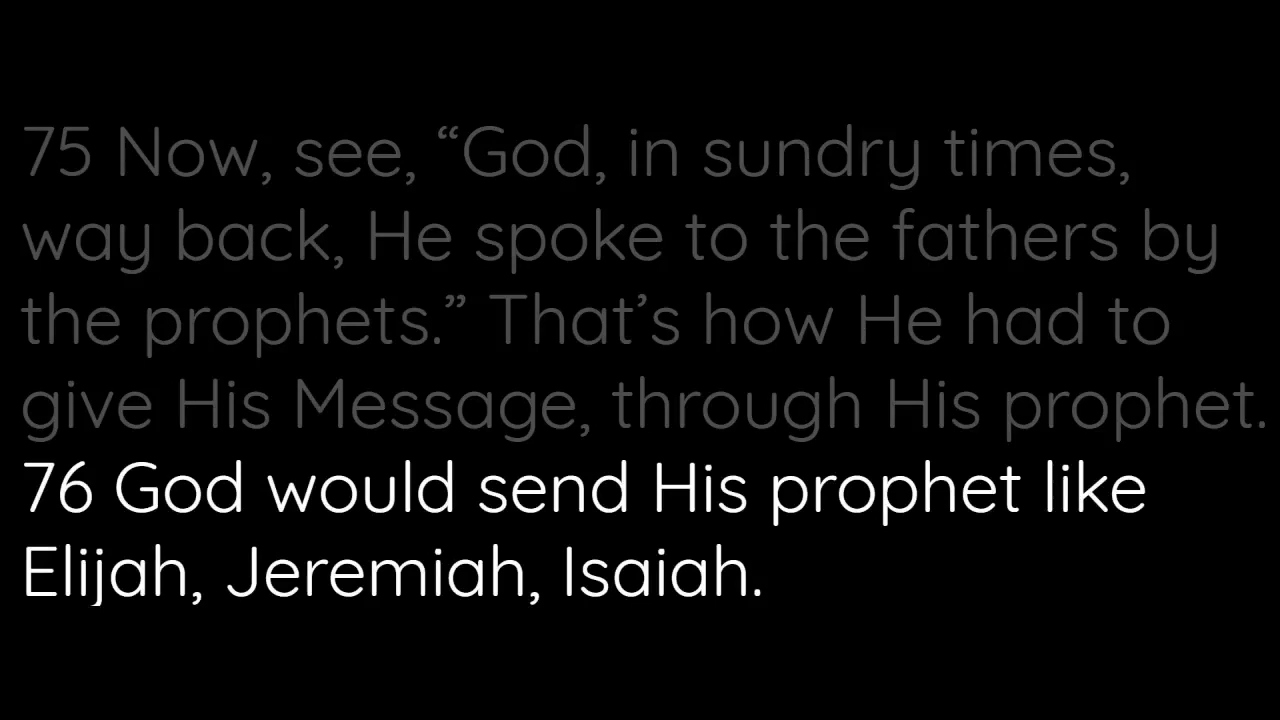 75 Now, see, “God, in sundry times,
way back, He spoke to the fathers by
the prophets.” That’s how He had to
give His Message, through His prophet.
76 God would send His prophet like
Elijah, Jeremiah, Isaiah.